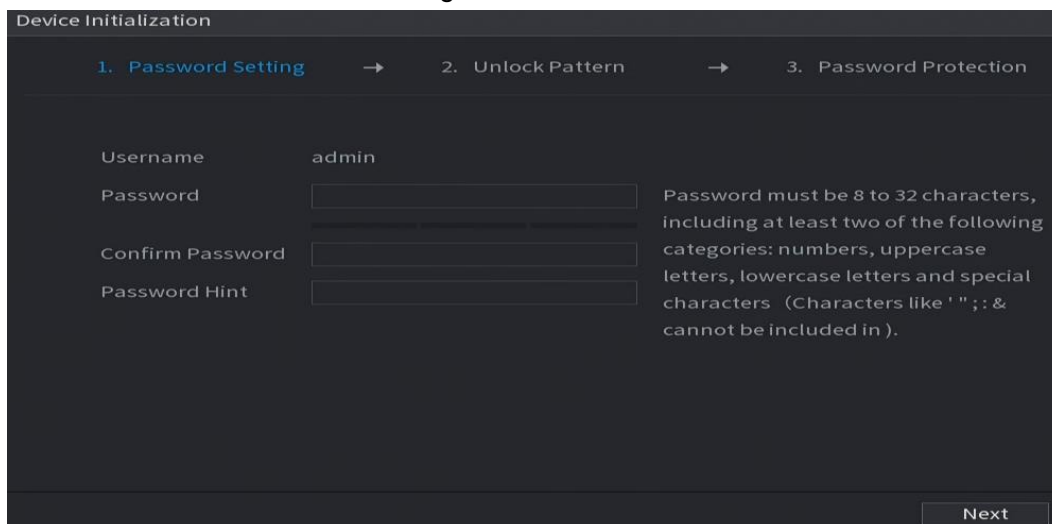 Device Initialization
1. Password Setting → 2. Unlock Pattern → 3. Password Protection
Username admin
Password
Password must be 8 to 32 characters,
including at least two of the following
categories: numbers, uppercase
letters, lowercase letters and special
characters (Characters like ' " ; : &
cannot be included in ).
Confirm Password
Password Hint
Next